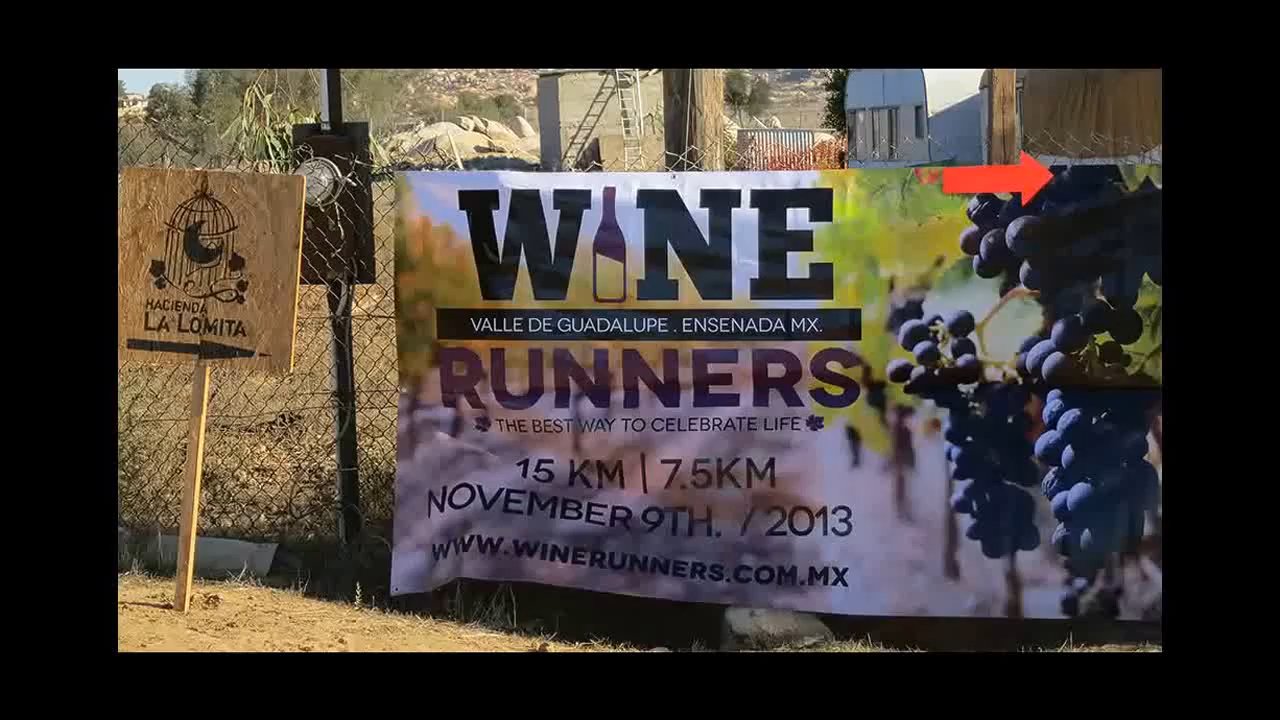 HACIENDA
LA LOMITA
WINE
VALLE DE GUADALUPE . ENSENADA MX.
RUNNERS
THE BEST WAY TO CELEBRATE LIFE
15 KM | 7.5KM
NOVEMBER 9TH. / 2013
WWW.WINERUNNERS.COM.MX